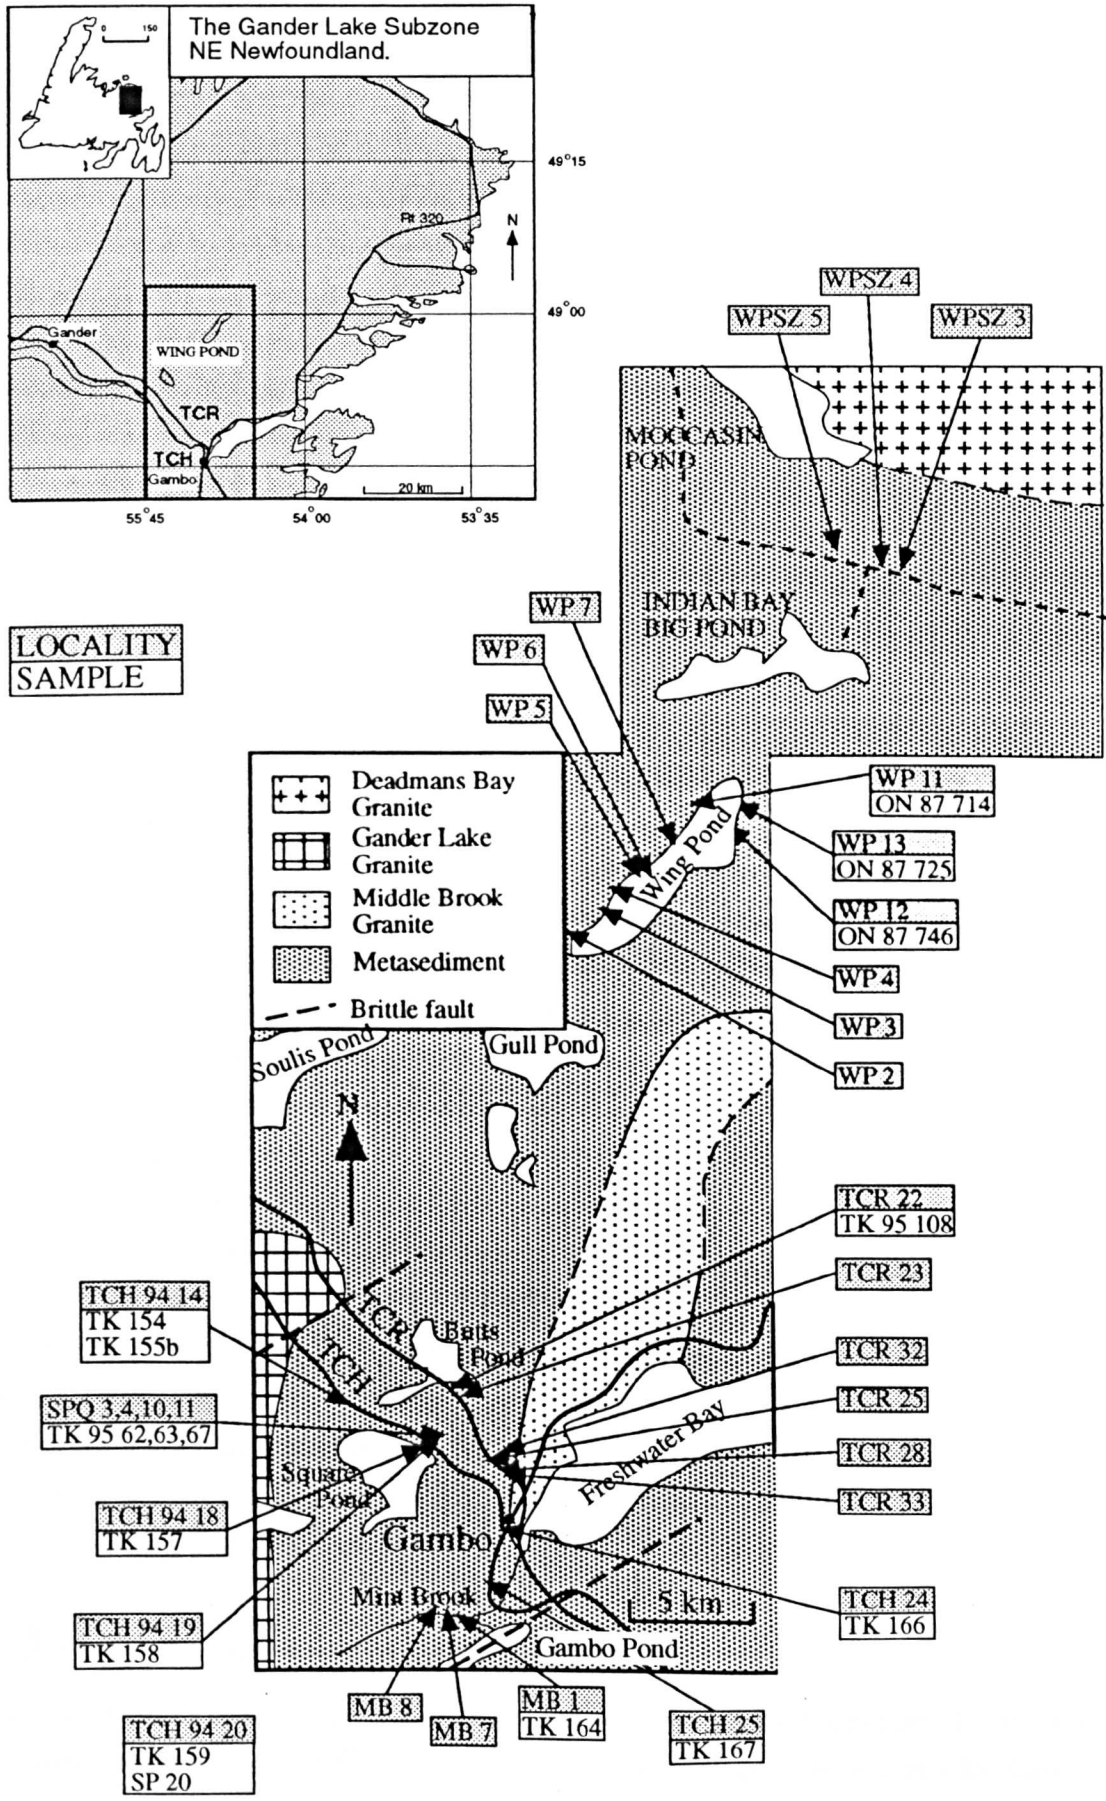 The Gander Lake Subzone
NE Newfoundland.
0 150
49°15
Rt 320
N
49°00
Gander
WING POND
TCR
TCH
Gambo
20 km
55°45
54°00
53°35
LOCALITY
SAMPLE
WPSZ 4
WPSZ 5
WPSZ 3
MOCCASIN
POND
INDIAN BAY
BIG POND
WP 7
WP 6
WP 5
Deadmans Bay
Granite
Gander Lake
Granite
Middle Brook
Granite
Metasediment
Brittle fault
Wing Pond
WP 11
ON 87 714
WP 13
ON 87 725
WP 12
ON 87 746
WP 4
WP 3
WP 2
Soulis Pond
Gull Pond
N
TCR 22
TK 95 108
TCR 23
TCR 32
TCR 25
TCR 28
TCR 33
TCH 24
TK 166
TCH 94 14
TK 154
TK 155b
SPQ 3,4,10,11
TK 95 62,63,67
TCH 94 18
TK 157
TCH 94 19
TK 158
TCH 94 20
TK 159
SP 20
TCR
TCH
Butts
Pond
Square
Pond
Freshwater Bay
Gambo
Mint Brook
5 km
Gambo Pond
MB 8
MB 7
MB 1
TK 164
TCH 25
TK 167